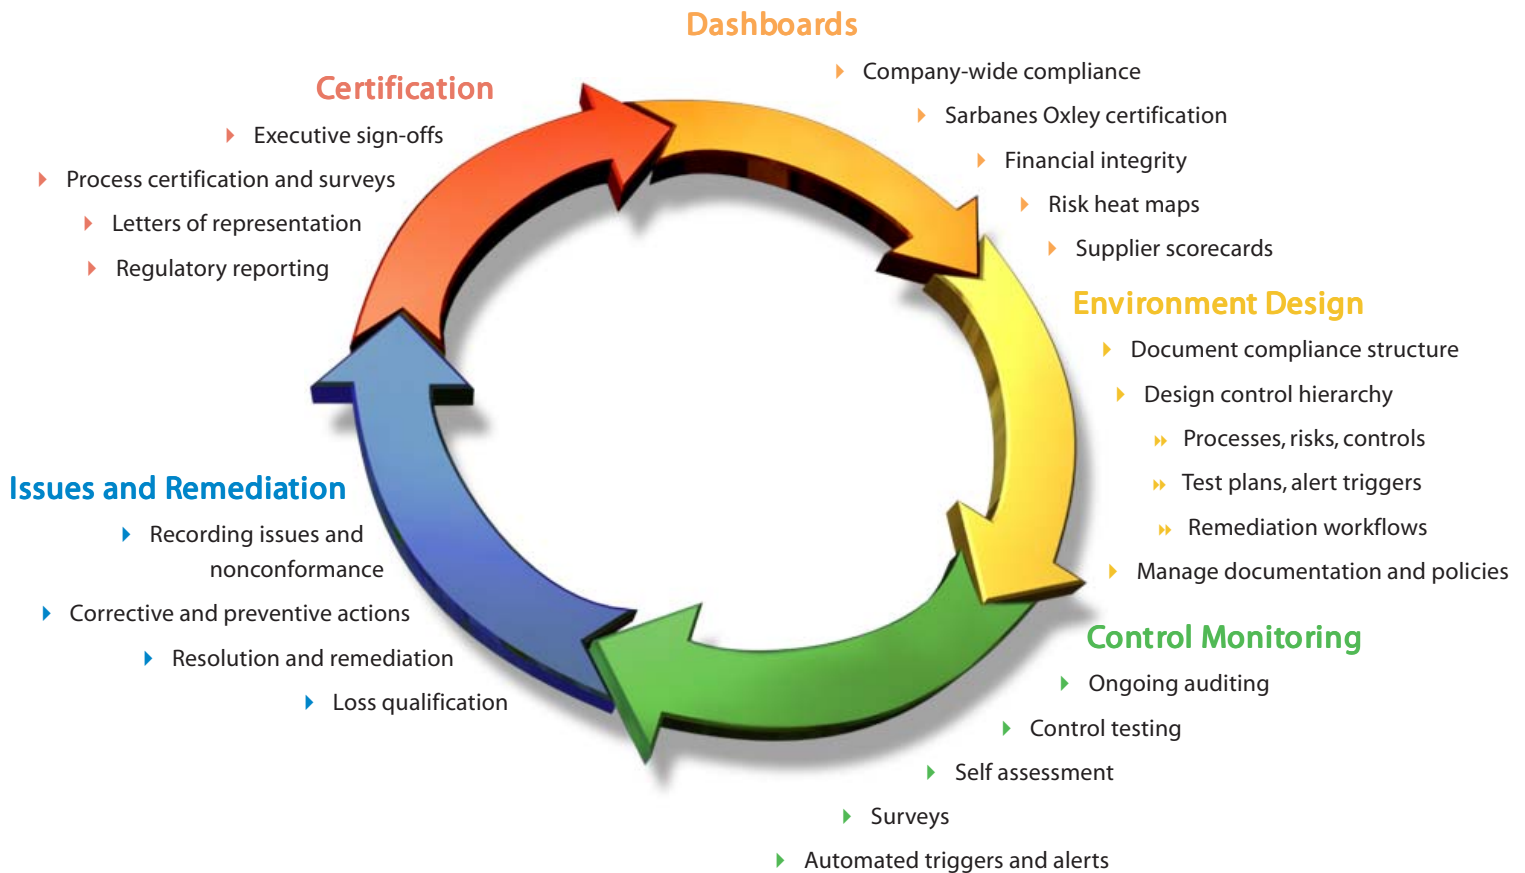 Dashboards
Company-wide compliance
Sarbanes Oxley certification
Financial integrity
Risk heat maps
Supplier scorecards
Environment Design
Document compliance structure
Design control hierarchy
Processes, risks, controls
Test plans, alert triggers
Remediation workflows
Manage documentation and policies
Control Monitoring
Ongoing auditing
Control testing
Self assessment
Surveys
Automated triggers and alerts
Issues and Remediation
Recording issues and
nonconformance
Corrective and preventive actions
Resolution and remediation
Loss qualification
Certification
Executive sign-offs
Process certification and surveys
Letters of representation
Regulatory reporting